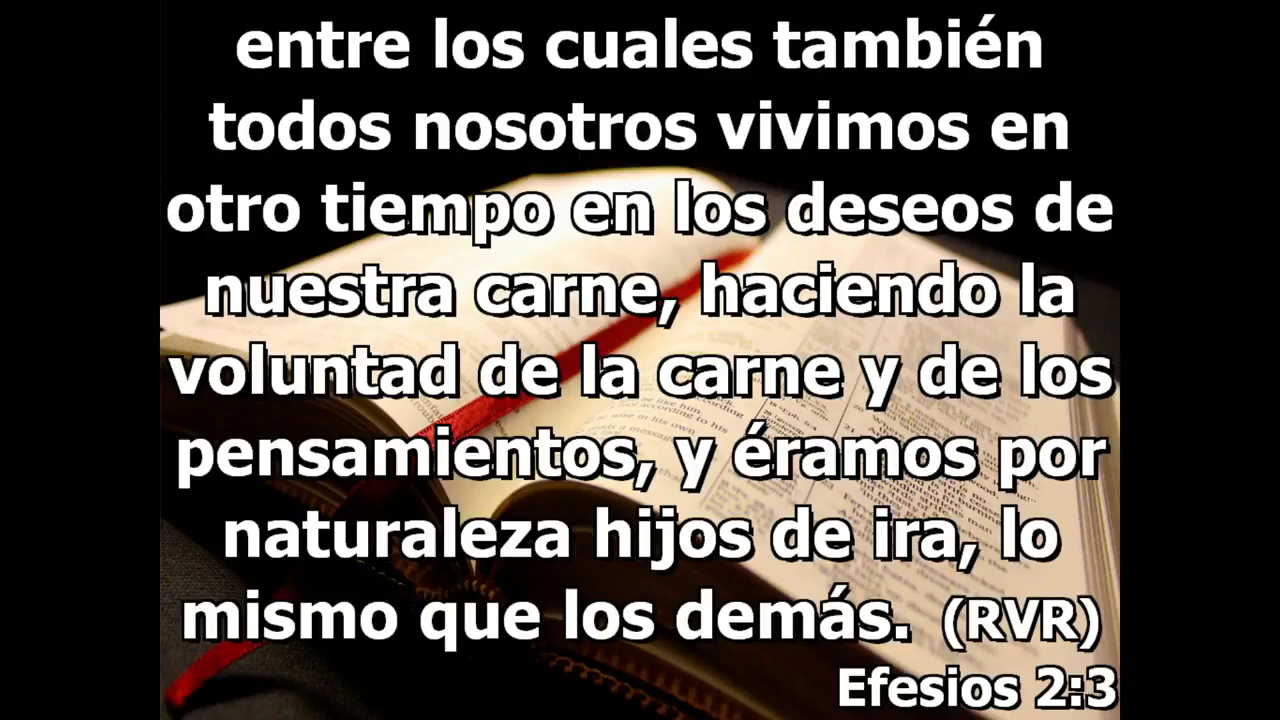 entre los cuales también
todos nosotros vivimos en
otro tiempo en los deseos de
nuestra carne, haciendo la
voluntad de la carne y de los
pensamientos, y éramos por
naturaleza hijos de ira, lo
mismo que los demás. (RVR)
Efesios 2:3